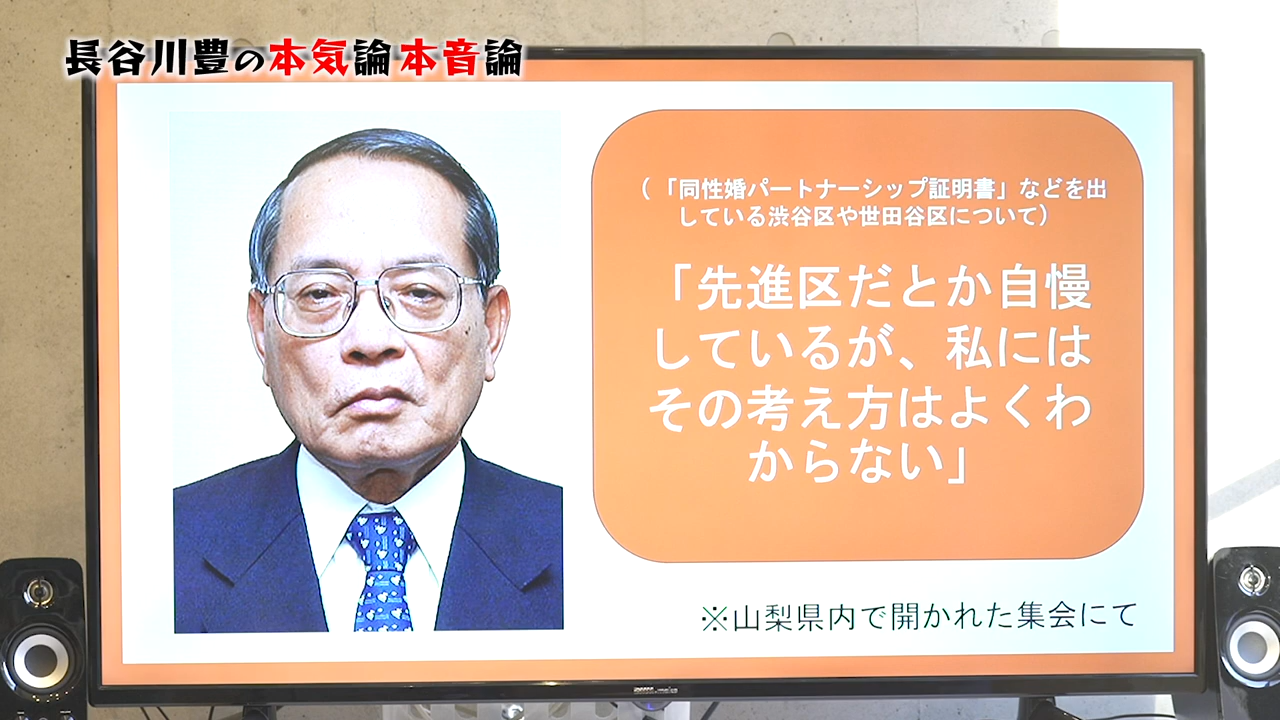 長谷川豊の本気論本音論
(「同性婚パートナーシップ証明書」などを出
している渋谷区や世田谷区について)
「先進区だとか自慢
しているが、私には
その考え方はよくわ
からない」
※山梨県内で開かれた集会にて